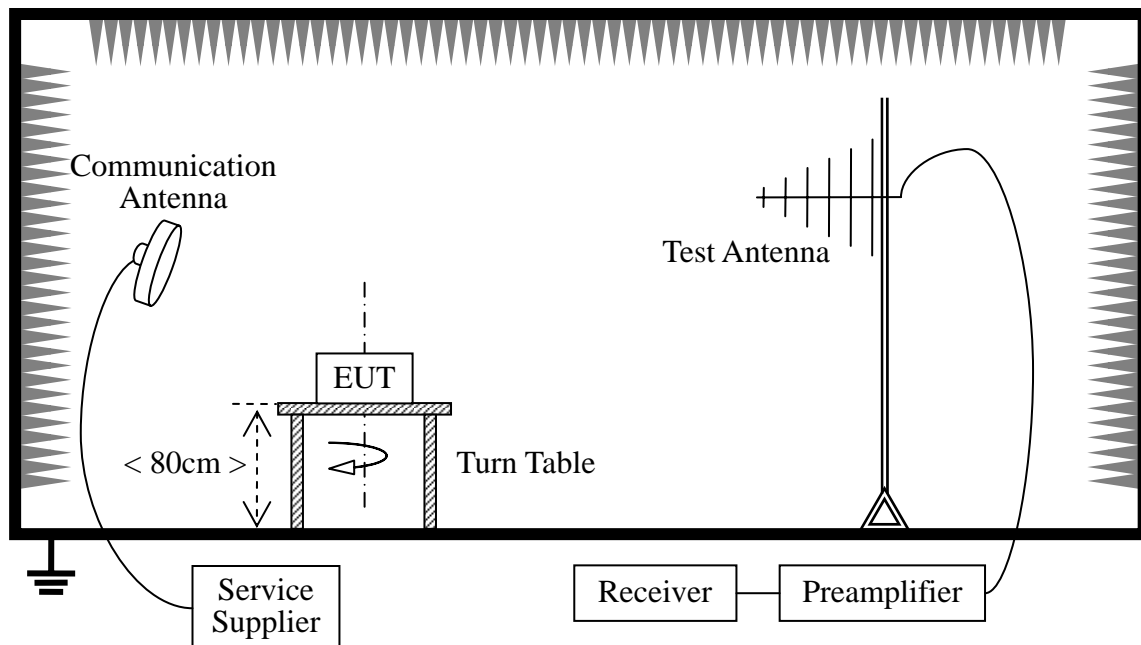 Communication
Antenna
Test Antenna
EUT
< 80cm >
Turn Table
Service
Supplier
Receiver
Preamplifier